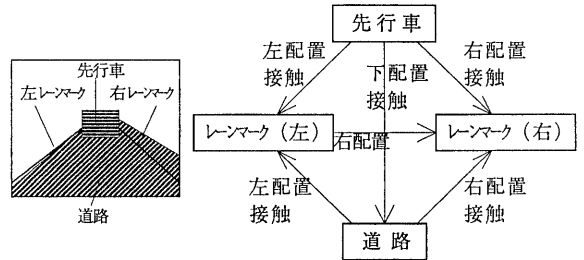 先行車
左レーンマーク
右レーンマーク
道路
先行車
左配置
接触
下配置
接触
右配置
接触
レーンマーク（左）
右配置
レーンマーク（右）
左配置
接触
右配置
接触
道路